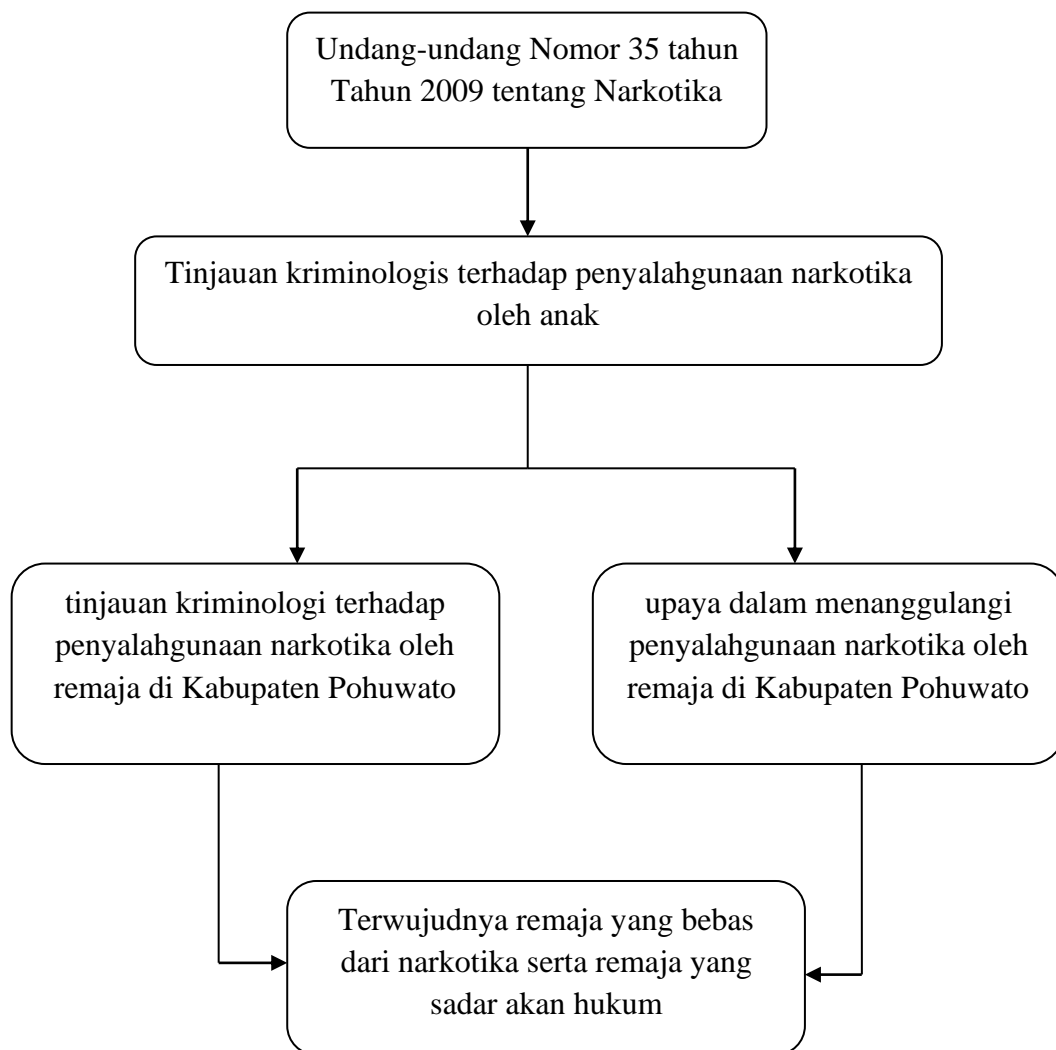 Undang-undang Nomor 35 tahun
Tahun 2009 tentang Narkotika
Tinjauan kriminologis terhadap penyalahgunaan narkotika
oleh anak
tinjauan kriminologi terhadap
penyalahgunaan narkotika oleh
remaja di Kabupaten Pohuwato
upaya dalam menanggulangi
penyalahgunaan narkotika oleh
remaja di Kabupaten Pohuwato
Terwujudnya remaja yang bebas
dari narkotika serta remaja yang
sadar akan hukum